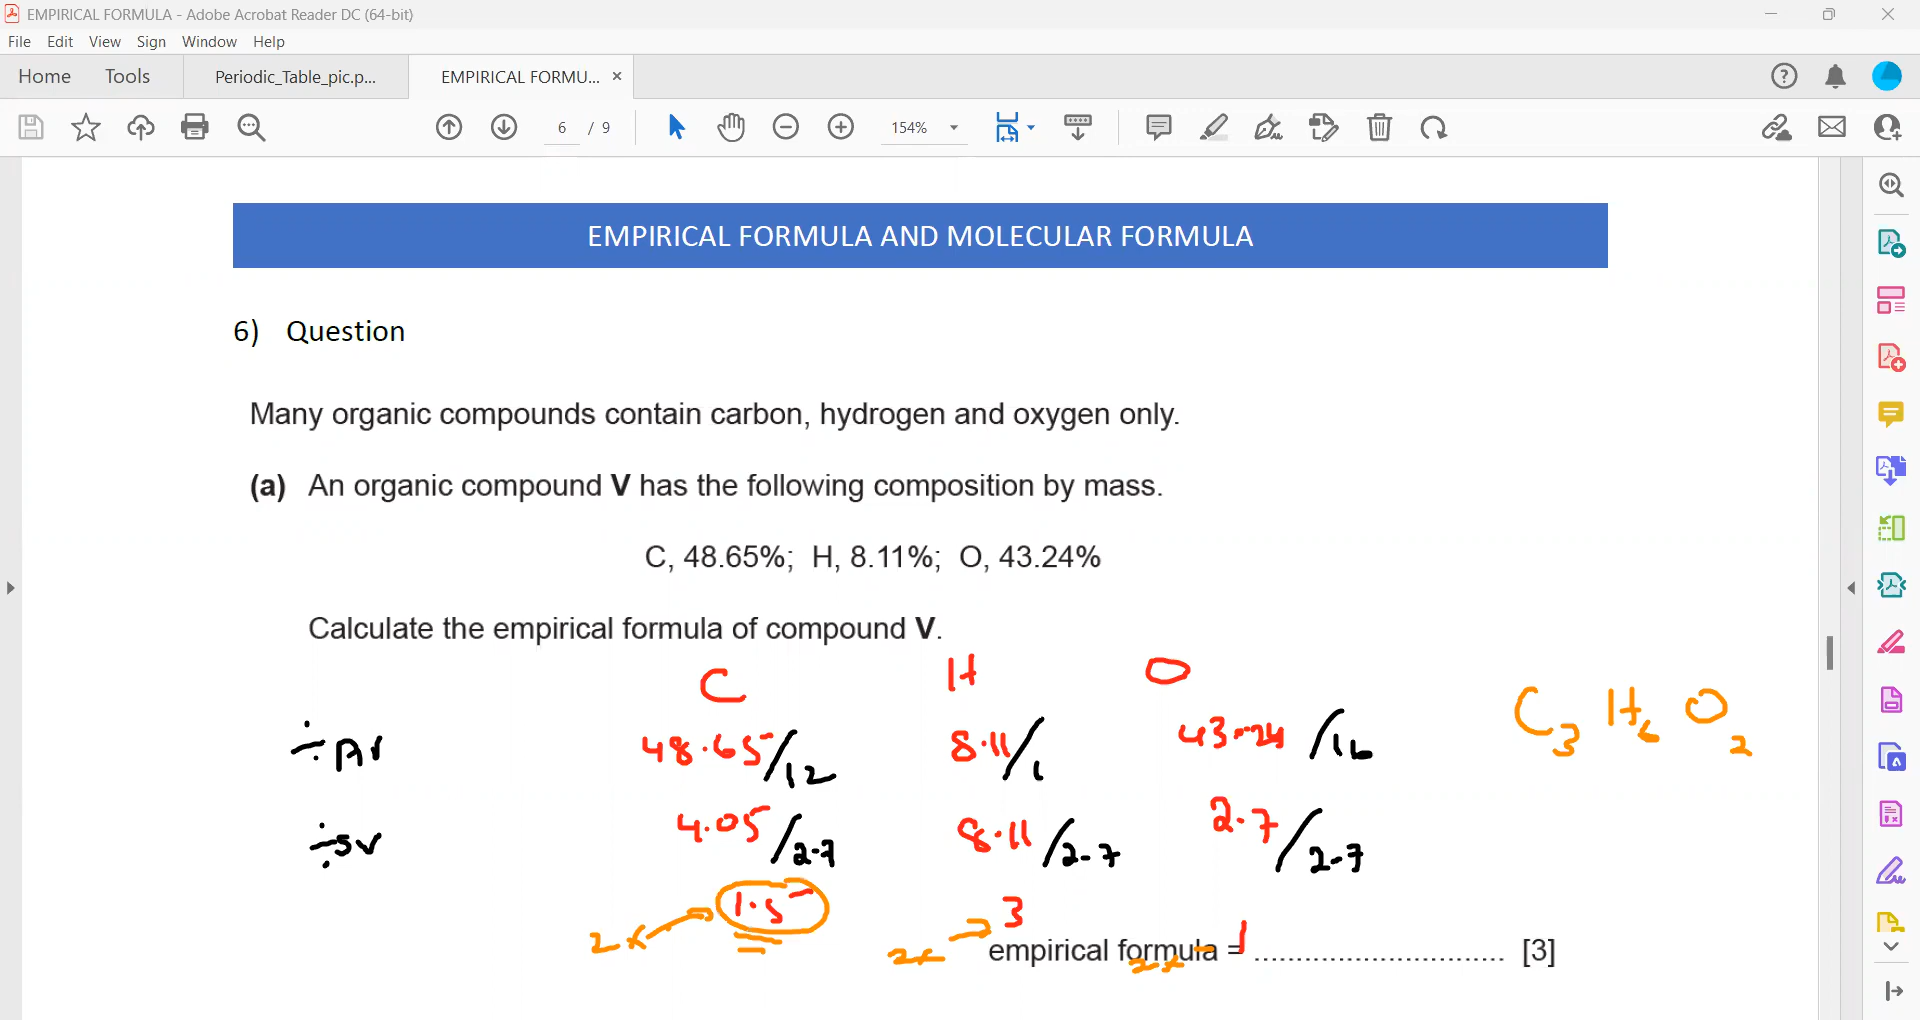 EMPIRICAL FORMULA - Adobe Acrobat Reader DC (64-bit)
File Edit View Sign Window Help
Home Tools Periodic_Table_pic.p... EMPIRICAL FORMU... ×
6 / 9 154%
EMPIRICAL FORMULA AND MOLECULAR FORMULA
6) Question
Many organic compounds contain carbon, hydrogen and oxygen only.
(a) An organic compound V has the following composition by mass.
C, 48.65%; H, 8.11%; O, 43.24%
Calculate the empirical formula of compound V.
C H O
÷Ar 48.65/12 8.11/1 43.24/16 C3 H6 O2
÷SV 4.05/2.7 8.11/2.7 2.7/2.7
2x 1.5 2x 3 2x 1
empirical formula = .............................. [3]